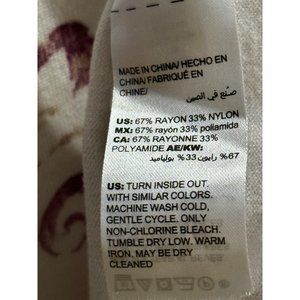 MADE IN CHINA/ HECHO EN
CHINA/ FABRIQUÉ EN
CHINE/
صنع في الصين
US: 67% RAYON 33% NYLON
MX: 67% rayón 33% poliamida
CA: 67% RAYONNE 33%
POLYAMIDE AE/KW:
67% رايون 33% بولياميد
US: TURN INSIDE OUT.
WITH SIMILAR COLORS.
MACHINE WASH COLD,
GENTLE CYCLE. ONLY
NON-CHLORINE BLEACH.
TUMBLE DRY LOW. WARM
IRON. MAY BE DRY
CLEANED